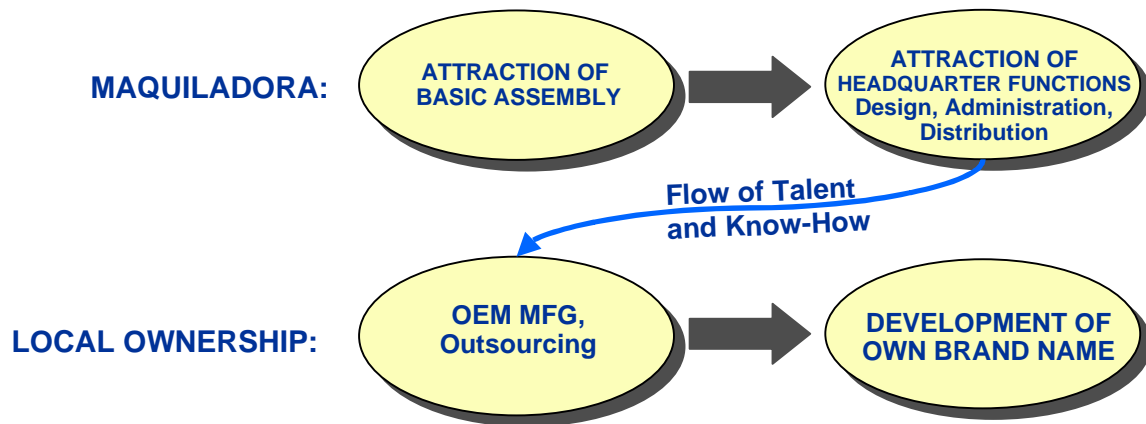 MAQUILADORA:
ATTRACTION OF
BASIC ASSEMBLY
ATTRACTION OF
HEADQUARTER FUNCTIONS
Design, Administration,
Distribution
Flow of Talent
and Know-How
LOCAL OWNERSHIP:
OEM MFG,
Outsourcing
DEVELOPMENT OF
OWN BRAND NAME